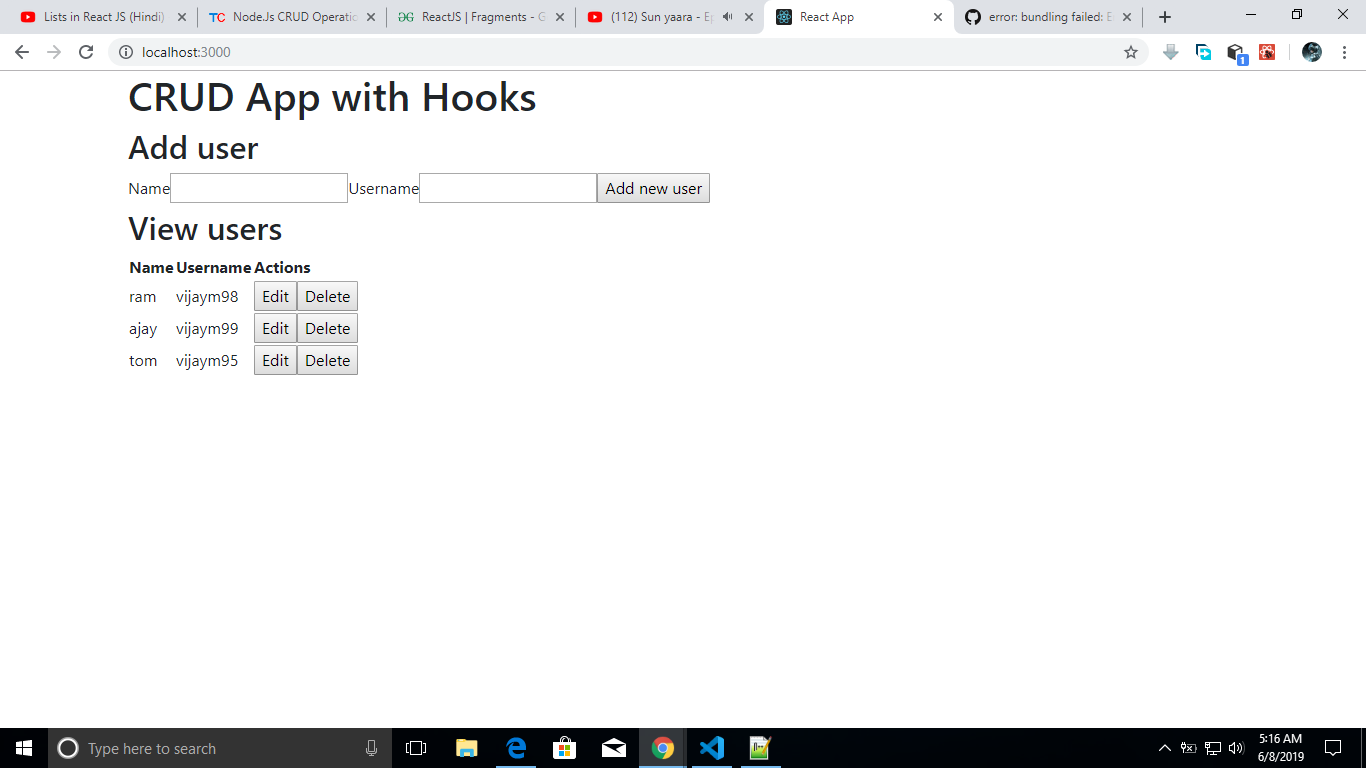 Lists in React JS (Hindi)
Node.Js CRUD Operatio
ReactJS | Fragments - G
(112) Sun yaara - Ep
React App
error: bundling failed: E
localhost:3000
1
CRUD App with Hooks
Add user
Name Username Add new user
View users
Name Username Actions
ram vijaym98 Edit Delete
ajay vijaym99 Edit Delete
tom vijaym95 Edit Delete
Type here to search
5:16 AM
6/8/2019